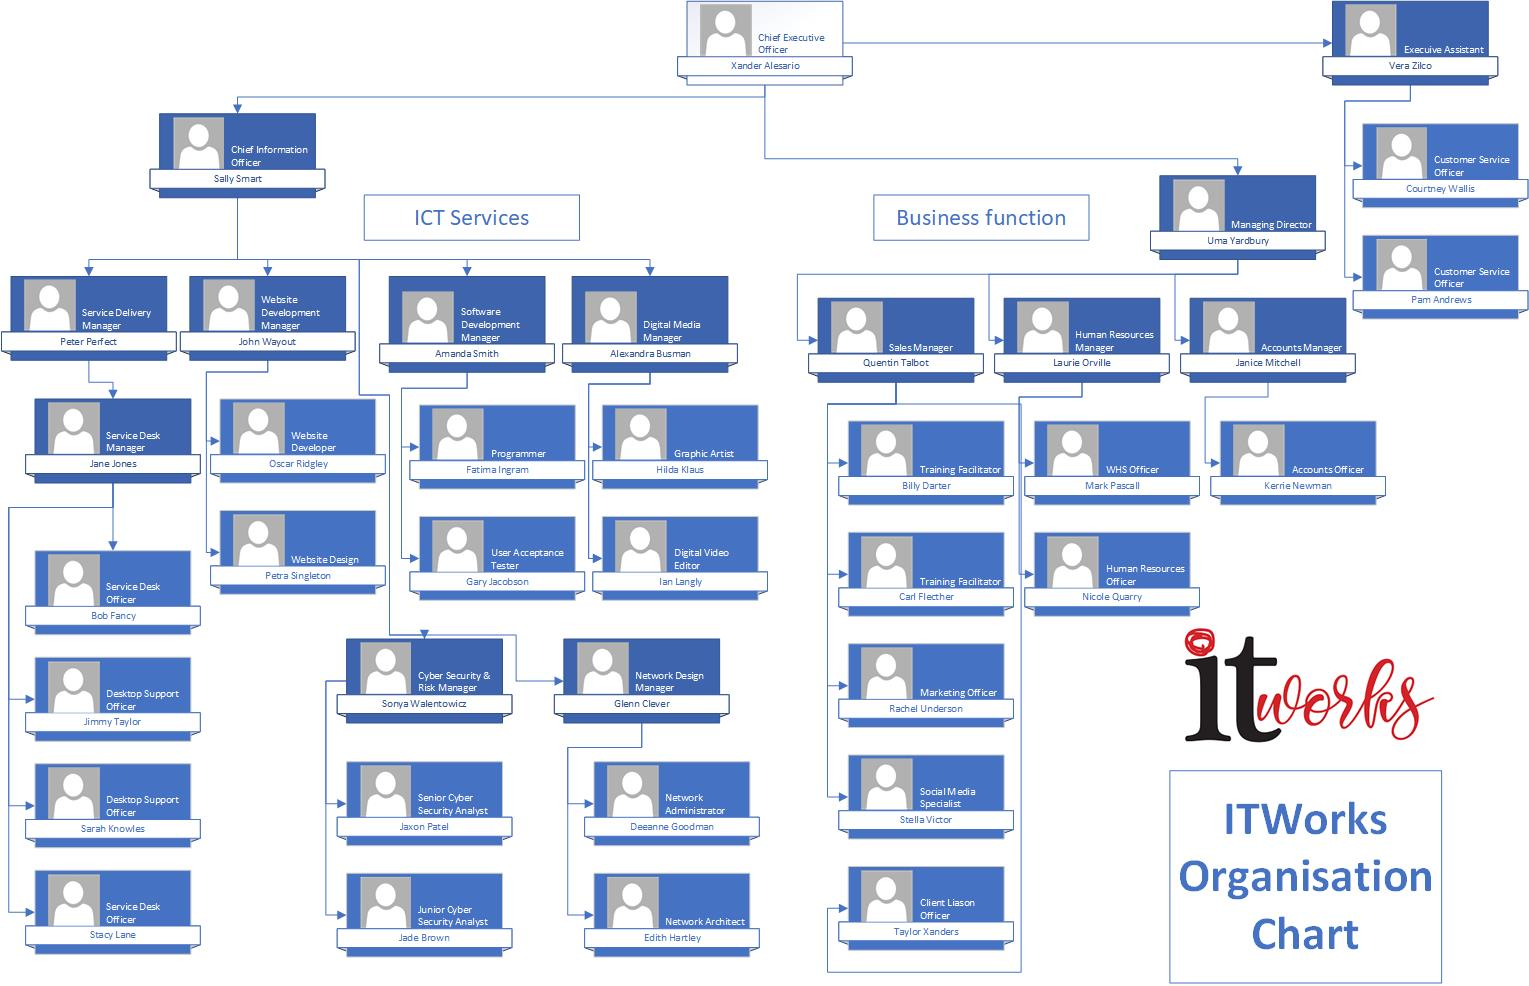 Chief Executive
Officer
Xander Alesario
Execuive Assistant
Vera Zilco
Chief Information
Officer
Sally Smart
Customer Service
Officer
Courtney Wallis
ICT Services
Business function
Managing Director
Uma Yardbury
Customer Service
Officer
Pam Andrews
Service Delivery
Manager
Peter Perfect
Website
Development
Manager
John Wayout
Software
Development
Manager
Amanda Smith
Digital Media
Manager
Alexandra Busman
Sales Manager
Quentin Talbot
Human Resources
Manager
Laurie Orville
Accounts Manager
Janice Mitchell
Service Desk
Manager
Jane Jones
Website
Developer
Oscar Ridgley
Programmer
Fatima Ingram
Graphic Artist
Hilda Klaus
Training Facilitator
Billy Darter
WHS Officer
Mark Pascall
Accounts Officer
Kerrie Newman
Service Desk
Officer
Bob Fancy
Website Design
Petra Singleton
User Acceptance
Tester
Gary Jacobson
Digital Video
Editor
Ian Langly
Training Facilitator
Carl Flecther
Human Resources
Officer
Nicole Quarry
Desktop Support
Officer
Jimmy Taylor
Cyber Security &
Risk Manager
Sonya Walentowicz
Network Design
Manager
Glenn Clever
Marketing Officer
Rachel Underson
itworks
Desktop Support
Officer
Sarah Knowles
Senior Cyber
Security Analyst
Jaxon Patel
Network
Administrator
Deeanne Goodman
Social Media
Specialist
Stella Victor
Service Desk
Officer
Stacy Lane
Junior Cyber
Security Analyst
Jade Brown
Network Architect
Edith Hartley
Client Liason
Officer
Taylor Xanders
ITWorks
Organisation
Chart